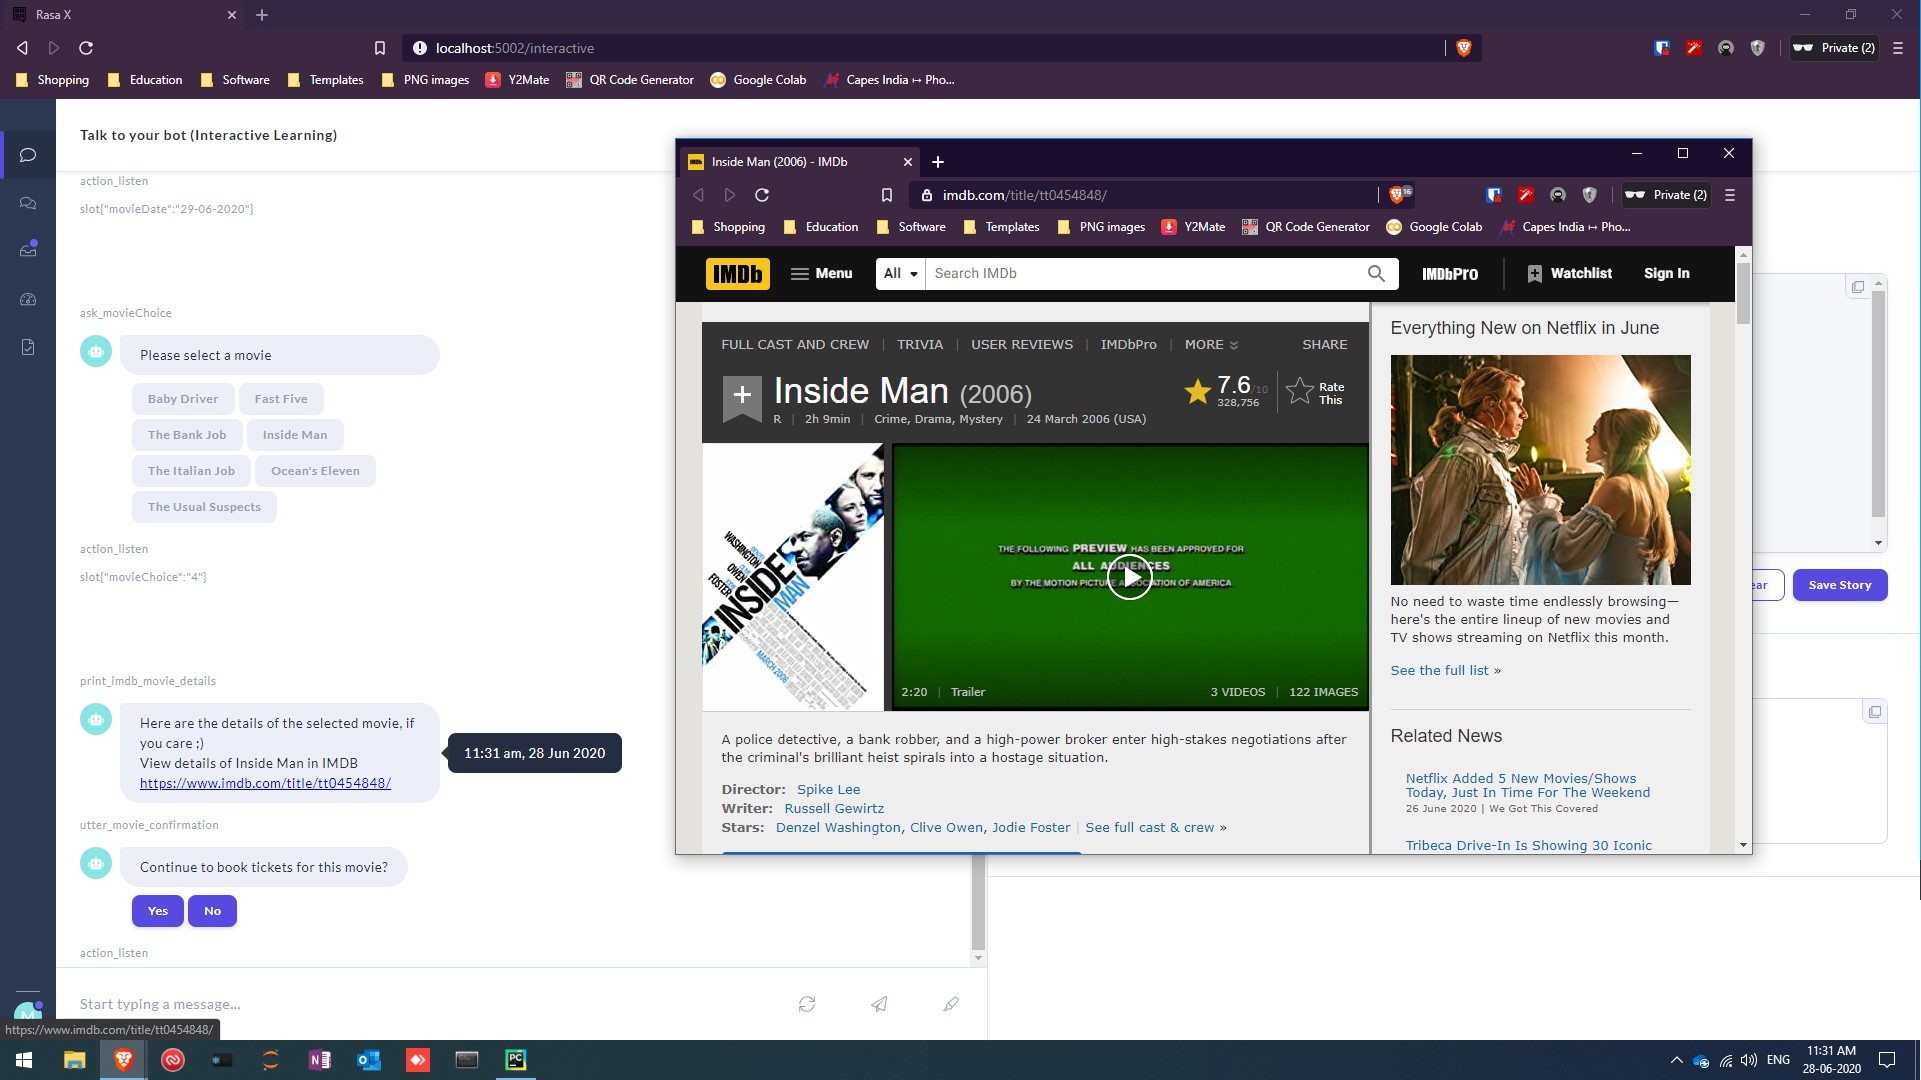 Rasa X
localhost:5002/interactive
Private (2)
Shopping
Education
Software
Templates
PNG images
Y2Mate
QR Code Generator
Google Colab
Capes India ↦ Pho...
Talk to your bot (Interactive Learning)
action_listen
slot{"movieDate":"29-06-2020"}
ask_movieChoice
Please select a movie
Baby Driver
Fast Five
The Bank Job
Inside Man
The Italian Job
Ocean's Eleven
The Usual Suspects
action_listen
slot{"movieChoice":"4"}
print_imdb_movie_details
Here are the details of the selected movie, if
you care ;)
View details of Inside Man in IMDB
https://www.imdb.com/title/tt0454848/
11:31 am, 28 Jun 2020
utter_movie_confirmation
Continue to book tickets for this movie?
Yes
No
action_listen
Start typing a message...
M
https://www.imdb.com/title/tt0454848/
Inside Man (2006) - IMDb
imdb.com/title/tt0454848/
16
Private (2)
Shopping
Education
Software
Templates
PNG images
Y2Mate
QR Code Generator
Google Colab
Capes India ↦ Pho...
IMDb
Menu
All
Search IMDb
IMDbPro
Watchlist
Sign In
FULL CAST AND CREW | TRIVIA | USER REVIEWS | IMDbPro | MORE
SHARE
Inside Man (2006)
7.6/10
328,756
Rate
This
R | 2h 9min | Crime, Drama, Mystery | 24 March 2006 (USA)
WASHINGTON
OWEN
FOSTER
INSIDE
MAN
MARCH 2006
THE FOLLOWING PREVIEW HAS BEEN APPROVED FOR
ALL AUDIENCES
BY THE MOTION PICTURE ASSOCIATION OF AMERICA
2:20 | Trailer
3 VIDEOS | 122 IMAGES
A police detective, a bank robber, and a high-power broker enter high-stakes negotiations after
the criminal's brilliant heist spirals into a hostage situation.
Director: Spike Lee
Writer: Russell Gewirtz
Stars: Denzel Washington, Clive Owen, Jodie Foster | See full cast & crew »
Everything New on Netflix in June
No need to waste time endlessly browsing—
here's the entire lineup of new movies and
TV shows streaming on Netflix this month.
See the full list »
Related News
Netflix Added 5 New Movies/Shows
Today, Just In Time For The Weekend
26 June 2020 | We Got This Covered
Tribeca Drive-In Is Showing 30 Iconic
ear
Save Story
ENG
11:31 AM
28-06-2020